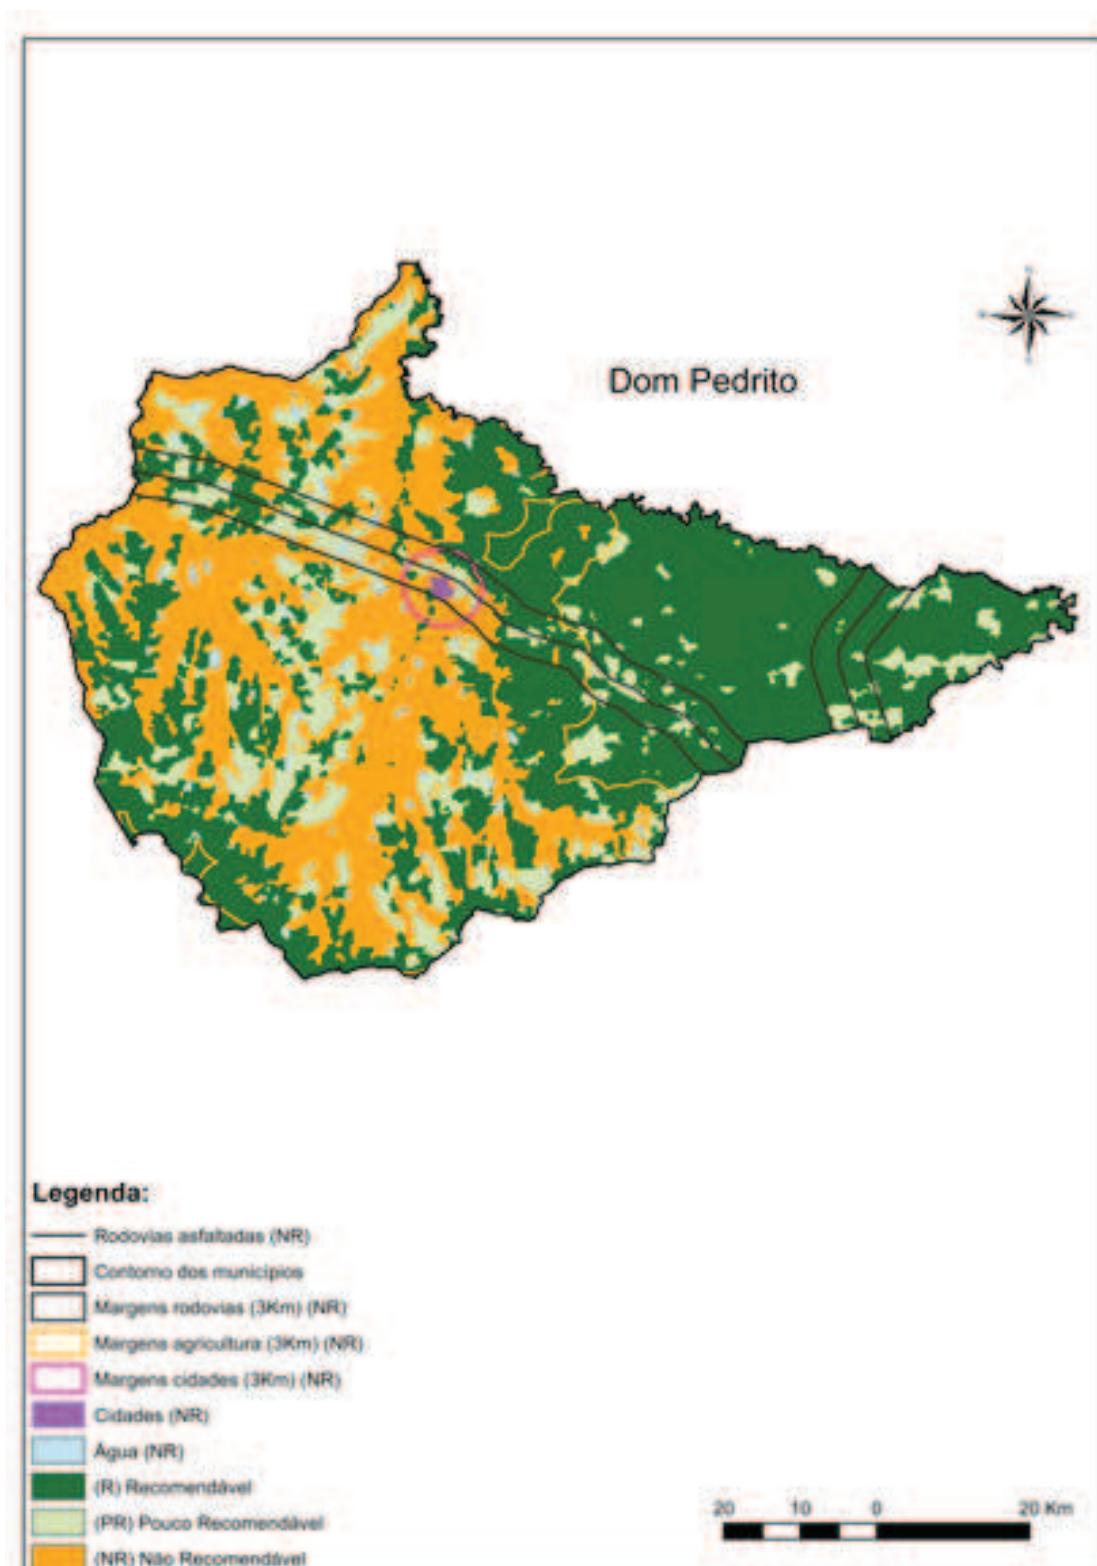 Dom Pedrito
Legenda:
Rodovias asfaltadas (NR)
Contorno dos municípios
Margens rodovias (3Km) (NR)
Margens agricultura (3Km) (NR)
Margens cidades (3Km) (NR)
Cidades (NR)
Água (NR)
(R) Recomendável
(PR) Pouco Recomendável
(NR) Não Recomendável
20 10 0 20 Km